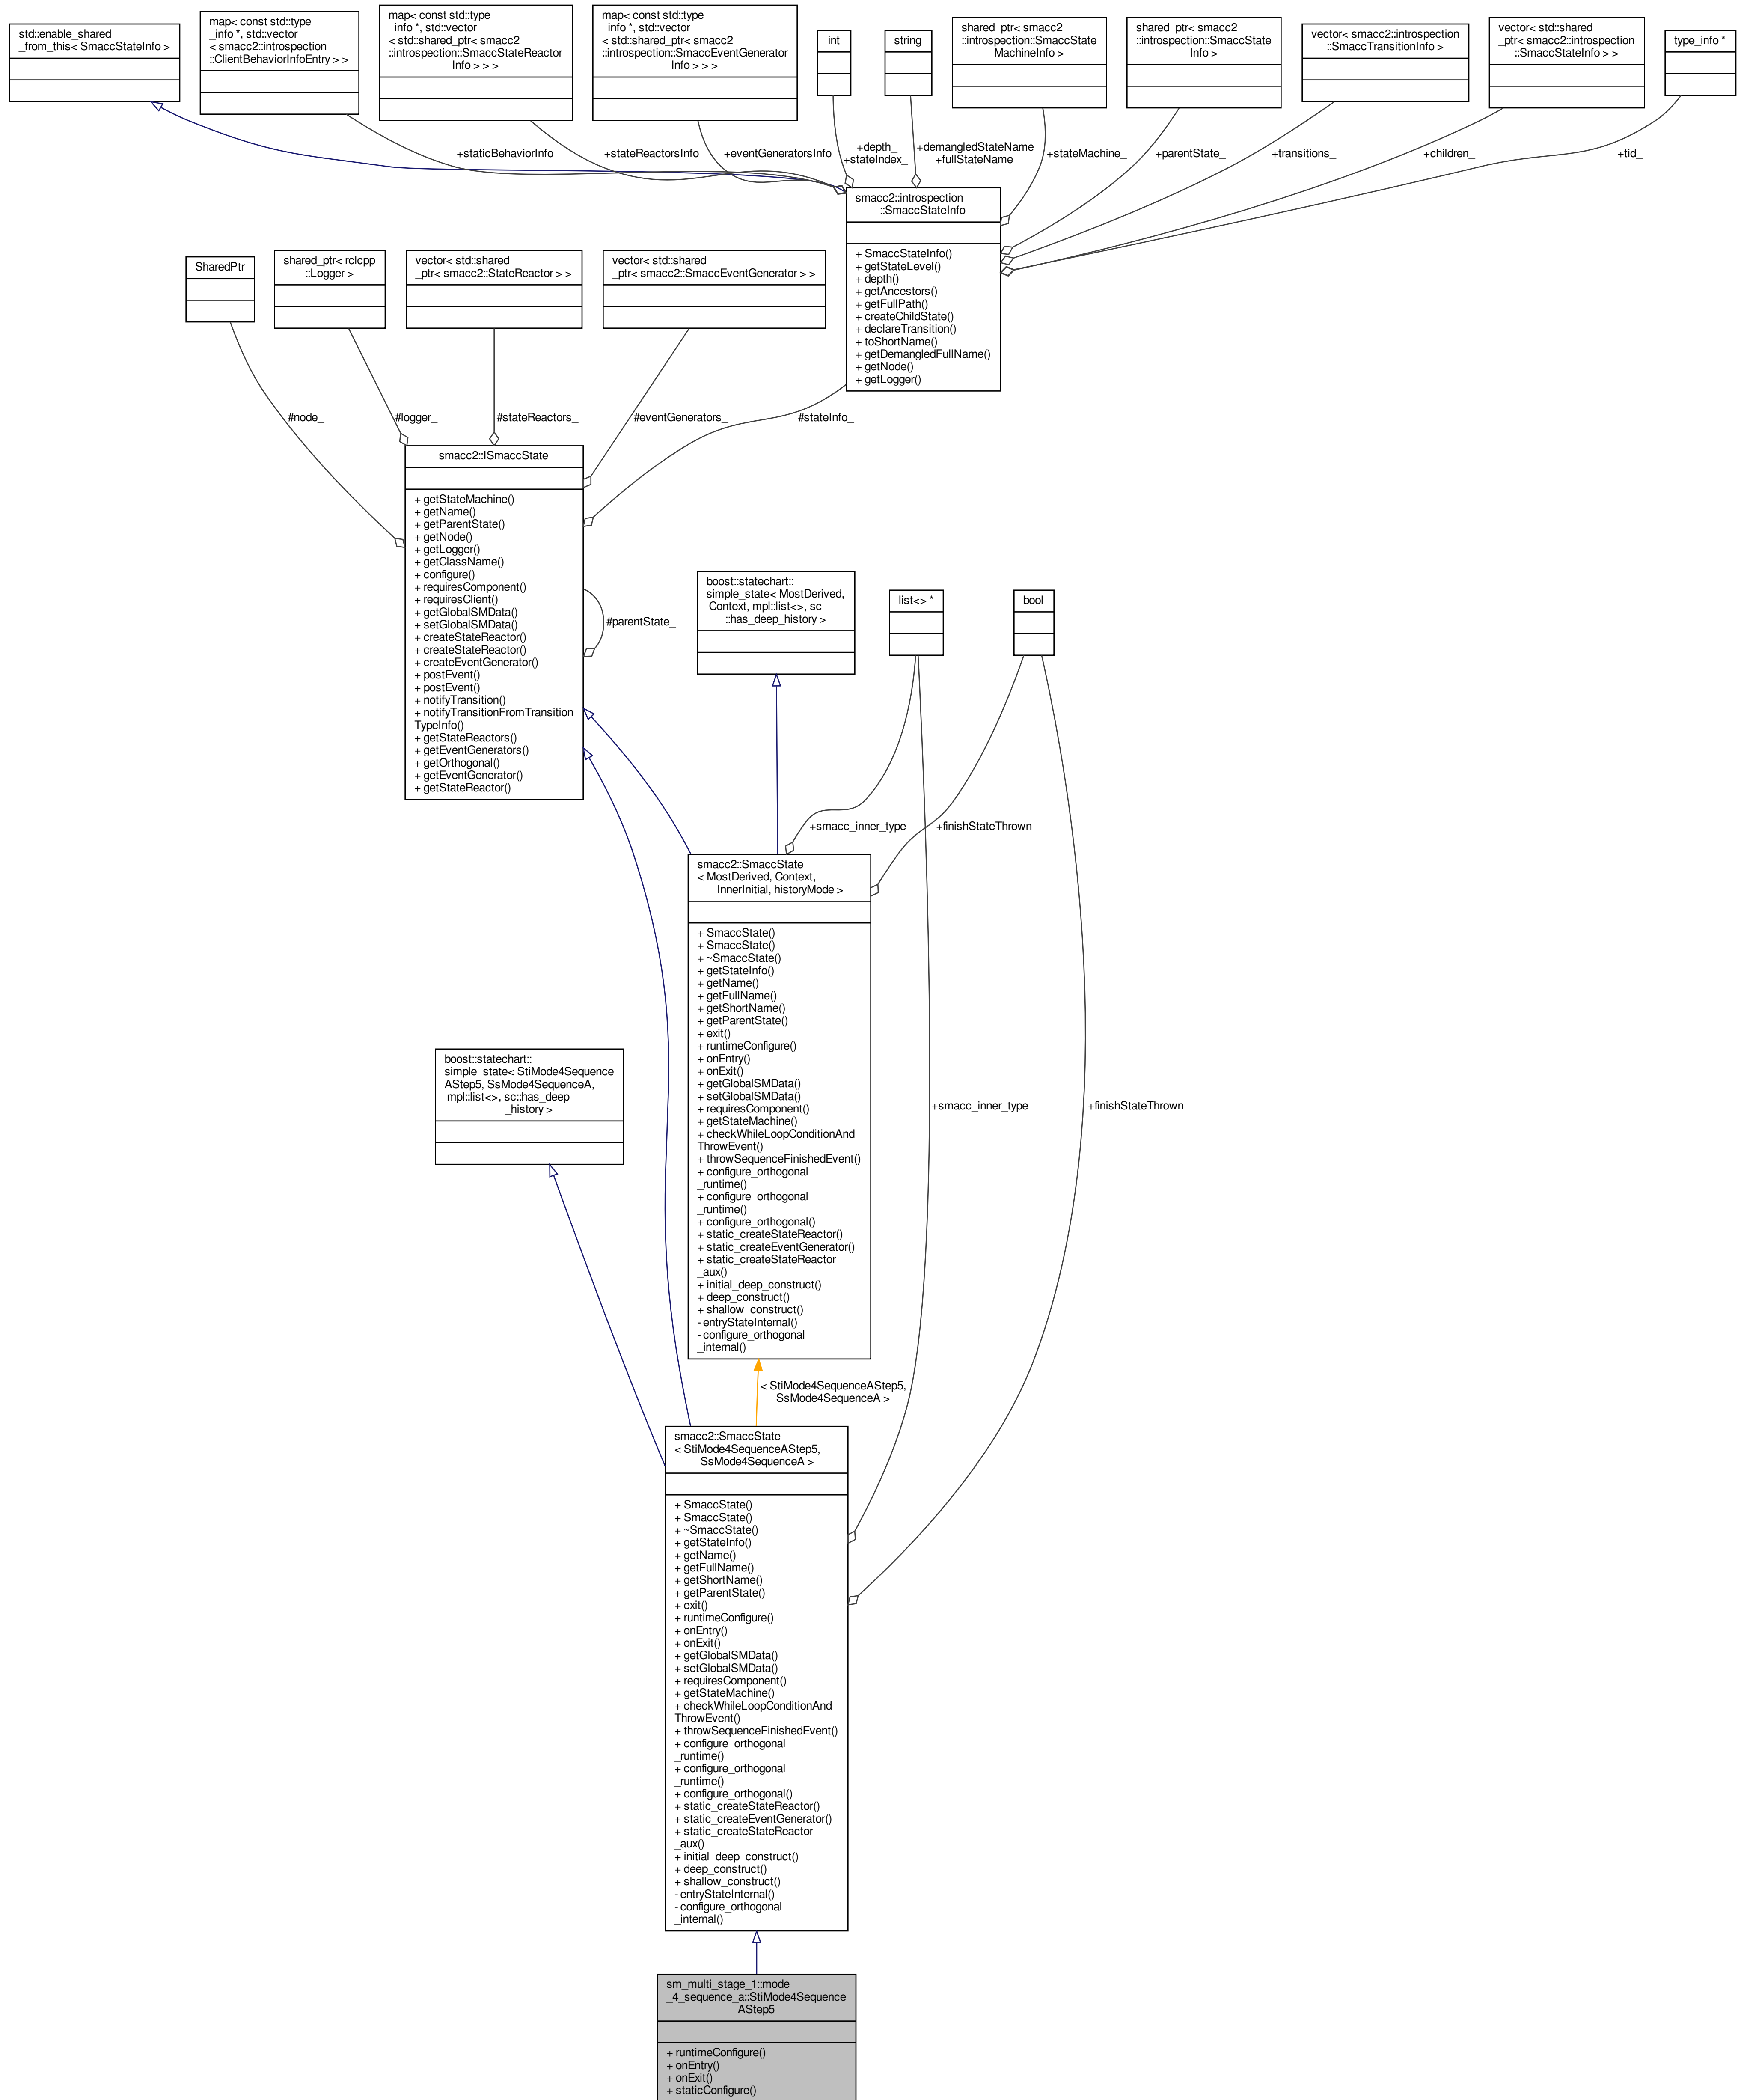 std::enable_shared
_from_this< SmaccStateInfo >
map< const std::type
_info *, std::vector
< smacc2::introspection
::ClientBehaviorInfoEntry > >
map< const std::type
_info *, std::vector
< std::shared_ptr< smacc2
::introspection::SmaccStateReactor
Info > > >
map< const std::type
_info *, std::vector
< std::shared_ptr< smacc2
::introspection::SmaccEventGenerator
Info > > >
int
string
shared_ptr< smacc2
::introspection::SmaccState
MachineInfo >
shared_ptr< smacc2
::introspection::SmaccState
Info >
vector< smacc2::introspection
::SmaccTransitionInfo >
vector< std::shared
_ptr< smacc2::introspection
::SmaccStateInfo > >
type_info *
+staticBehaviorInfo
+stateReactorsInfo
+eventGeneratorsInfo
+depth_
+stateIndex_
+demangledStateName
+fullStateName
+stateMachine_
+parentState_
+transitions_
+children_
+tid_
smacc2::introspection
::SmaccStateInfo
+ SmaccStateInfo()
+ getStateLevel()
+ depth()
+ getAncestors()
+ getFullPath()
+ createChildState()
+ declareTransition()
+ toShortName()
+ getDemangledFullName()
+ getNode()
+ getLogger()
SharedPtr
shared_ptr< rclcpp
::Logger >
vector< std::shared
_ptr< smacc2::StateReactor > >
vector< std::shared
_ptr< smacc2::SmaccEventGenerator > >
#node_
#logger_
#stateReactors_
#eventGenerators_
#stateInfo_
smacc2::ISmaccState
+ getStateMachine()
+ getName()
+ getParentState()
+ getNode()
+ getLogger()
+ getClassName()
+ configure()
+ requiresComponent()
+ requiresClient()
+ getGlobalSMData()
+ setGlobalSMData()
+ createStateReactor()
+ createStateReactor()
+ createEventGenerator()
+ postEvent()
+ postEvent()
+ notifyTransition()
+ notifyTransitionFromTransition
TypeInfo()
+ getStateReactors()
+ getEventGenerators()
+ getOrthogonal()
+ getEventGenerator()
+ getStateReactor()
#parentState_
boost::statechart::
simple_state< MostDerived,
Context, mpl::list<>, sc
::has_deep_history >
list<> *
bool
+smacc_inner_type
+finishStateThrown
smacc2::SmaccState
< MostDerived, Context,
InnerInitial, historyMode >
+ SmaccState()
+ SmaccState()
+ ~SmaccState()
+ getStateInfo()
+ getName()
+ getFullName()
+ getShortName()
+ getParentState()
+ exit()
+ runtimeConfigure()
+ onEntry()
+ onExit()
+ getGlobalSMData()
+ setGlobalSMData()
+ requiresComponent()
+ getStateMachine()
+ checkWhileLoopConditionAnd
ThrowEvent()
+ throwSequenceFinishedEvent()
+ configure_orthogonal
_runtime()
+ configure_orthogonal
_runtime()
+ configure_orthogonal()
+ static_createStateReactor()
+ static_createEventGenerator()
+ static_createStateReactor
_aux()
+ initial_deep_construct()
+ deep_construct()
+ shallow_construct()
- entryStateInternal()
- configure_orthogonal
_internal()
boost::statechart::
simple_state< StiMode4Sequence
AStep5, SsMode4SequenceA,
mpl::list<>, sc::has_deep
_history >
+smacc_inner_type
+finishStateThrown
< StiMode4SequenceAStep5,
SsMode4SequenceA >
smacc2::SmaccState
< StiMode4SequenceAStep5,
SsMode4SequenceA >
+ SmaccState()
+ SmaccState()
+ ~SmaccState()
+ getStateInfo()
+ getName()
+ getFullName()
+ getShortName()
+ getParentState()
+ exit()
+ runtimeConfigure()
+ onEntry()
+ onExit()
+ getGlobalSMData()
+ setGlobalSMData()
+ requiresComponent()
+ getStateMachine()
+ checkWhileLoopConditionAnd
ThrowEvent()
+ throwSequenceFinishedEvent()
+ configure_orthogonal
_runtime()
+ configure_orthogonal
_runtime()
+ configure_orthogonal()
+ static_createStateReactor()
+ static_createEventGenerator()
+ static_createStateReactor
_aux()
+ initial_deep_construct()
+ deep_construct()
+ shallow_construct()
- entryStateInternal()
- configure_orthogonal
_internal()
sm_multi_stage_1::mode
_4_sequence_a::StiMode4Sequence
AStep5
+ runtimeConfigure()
+ onEntry()
+ onExit()
+ staticConfigure()